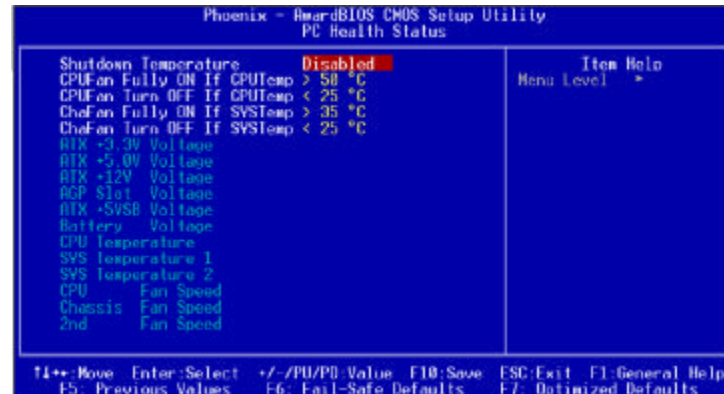 Phoenix - AwardBIOS CMOS Setup Utility
PC Health Status
Shutdown Temperature Disabled
CPUFan Fully ON If CPUTemp > 50 °C
CPUFan Turn OFF If CPUTemp < 25 °C
ChaFan Fully ON If SYSTemp > 35 °C
ChaFan Turn OFF If SYSTemp < 25 °C
ATX +3.3V Voltage
ATX +5.0V Voltage
ATX +12V Voltage
AGP Slot Voltage
ATX +5VSB Voltage
Battery Voltage
CPU Temperature
SYS Temperature 1
SYS Temperature 2
CPU Fan Speed
Chassis Fan Speed
2nd Fan Speed
Item Help
Menu Level ►
↑↓→←:Move Enter:Select +/-/PU/PD:Value F10:Save ESC:Exit F1:General Help
F5: Previous Values F6: Fail-Safe Defaults F7: Optimized Defaults